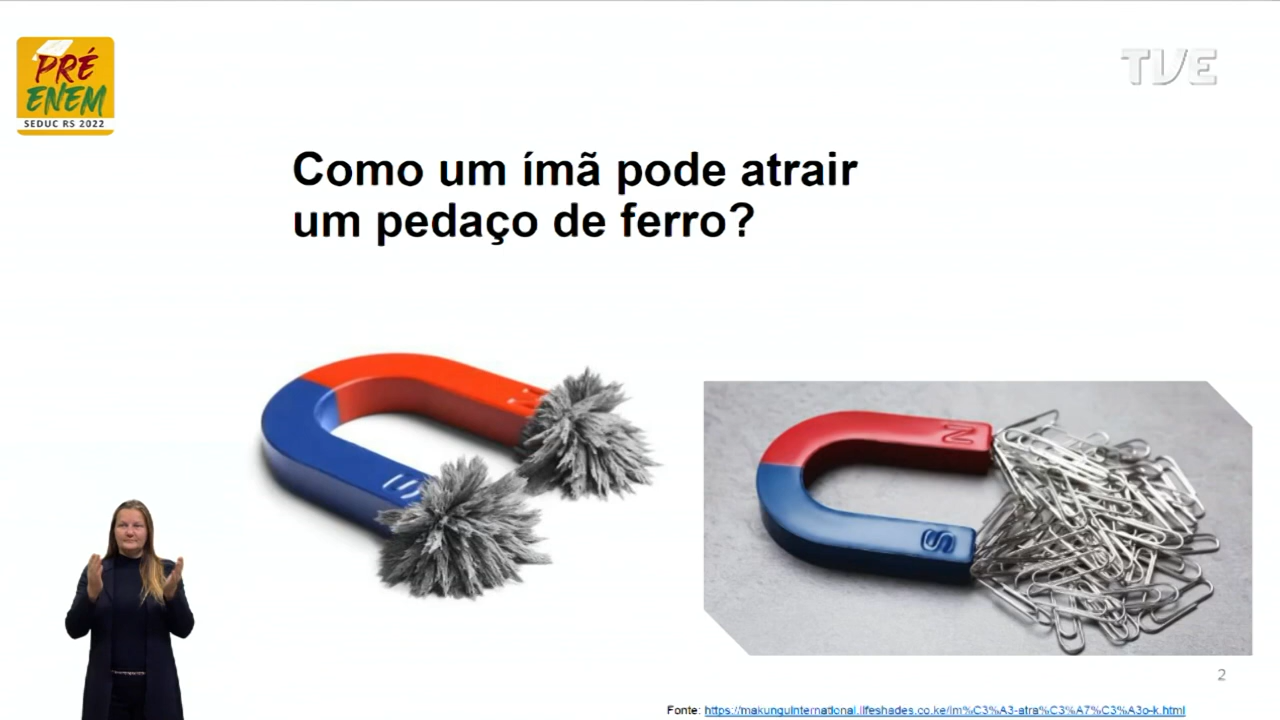 PRÉ
ENEM
SEDUC RS 2022
TVE
Como um ímã pode atrair
um pedaço de ferro?
N
S
2
Fonte: https://makunguinternational.lifeshades.co.ke/im%C3%A3-atra%C3%A7%C3%A3o-k.html